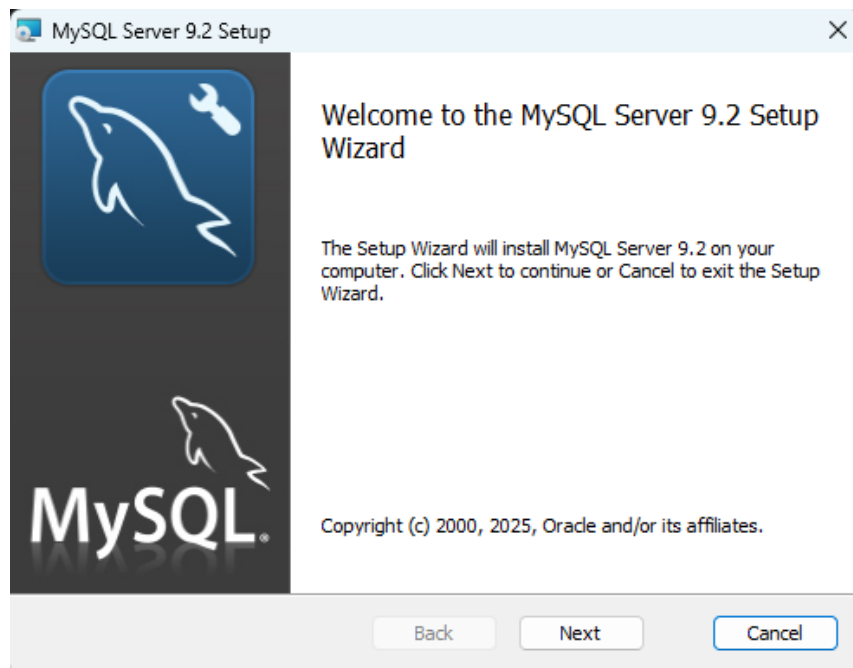 MySQL Server 9.2 Setup
Welcome to the MySQL Server 9.2 Setup
Wizard
The Setup Wizard will install MySQL Server 9.2 on your
computer. Click Next to continue or Cancel to exit the Setup
Wizard.
MySQL®
Copyright (c) 2000, 2025, Oracle and/or its affiliates.
Back Next Cancel